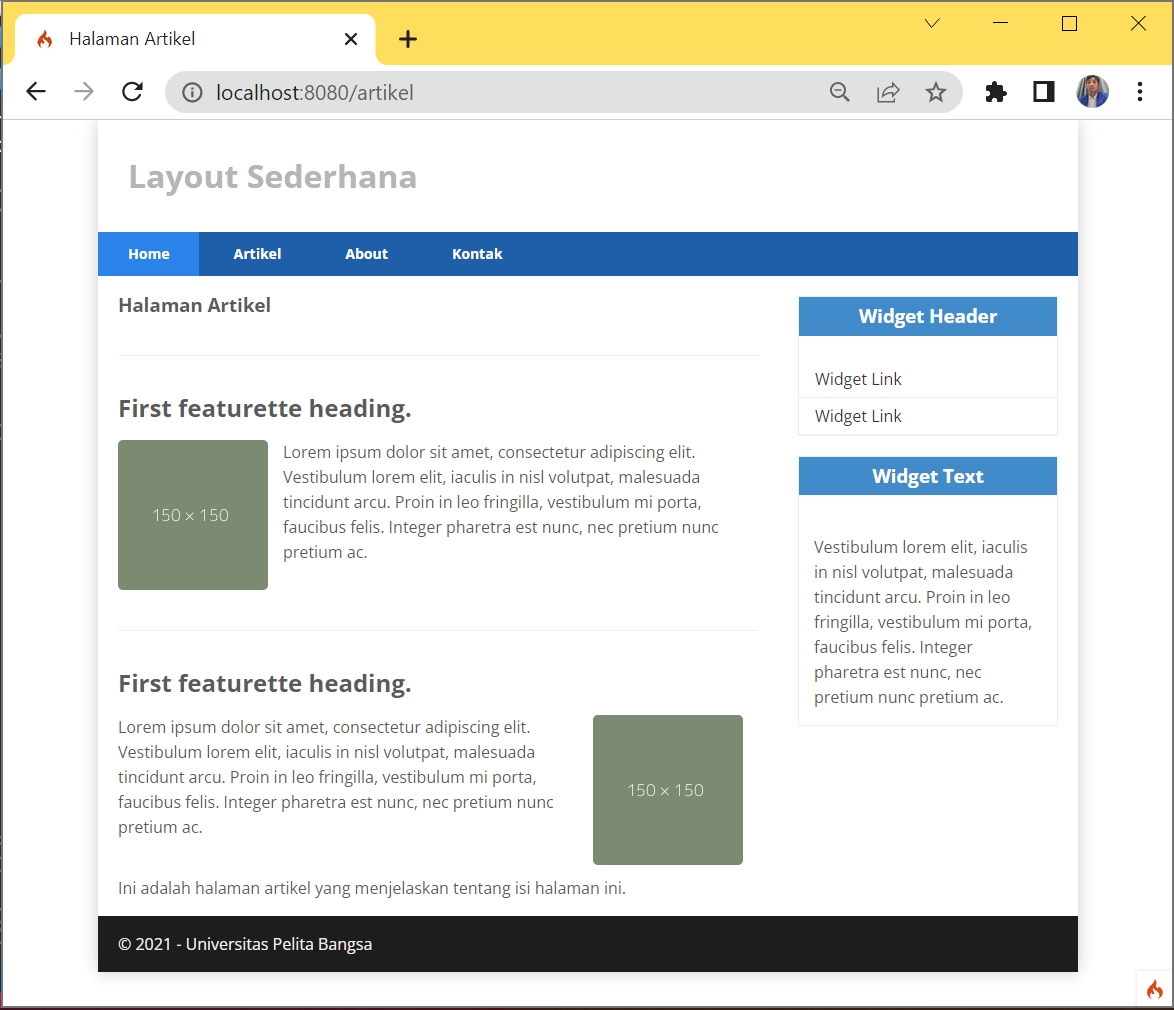 Halaman Artikel
localhost:8080/artikel
Layout Sederhana
Home Artikel About Kontak
Halaman Artikel
First featurette heading.
150 × 150
Lorem ipsum dolor sit amet, consectetur adipiscing elit.
Vestibulum lorem elit, iaculis in nisl volutpat, malesuada
tincidunt arcu. Proin in leo fringilla, vestibulum mi porta,
faucibus felis. Integer pharetra est nunc, nec pretium nunc
pretium ac.
First featurette heading.
Lorem ipsum dolor sit amet, consectetur adipiscing elit.
Vestibulum lorem elit, iaculis in nisl volutpat, malesuada
tincidunt arcu. Proin in leo fringilla, vestibulum mi porta,
faucibus felis. Integer pharetra est nunc, nec pretium nunc
pretium ac.
150 × 150
Ini adalah halaman artikel yang menjelaskan tentang isi halaman ini.
Widget Header
Widget Link
Widget Link
Widget Text
Vestibulum lorem elit, iaculis
in nisl volutpat, malesuada
tincidunt arcu. Proin in leo
fringilla, vestibulum mi porta,
faucibus felis. Integer
pharetra est nunc, nec
pretium nunc pretium ac.
© 2021 - Universitas Pelita Bangsa